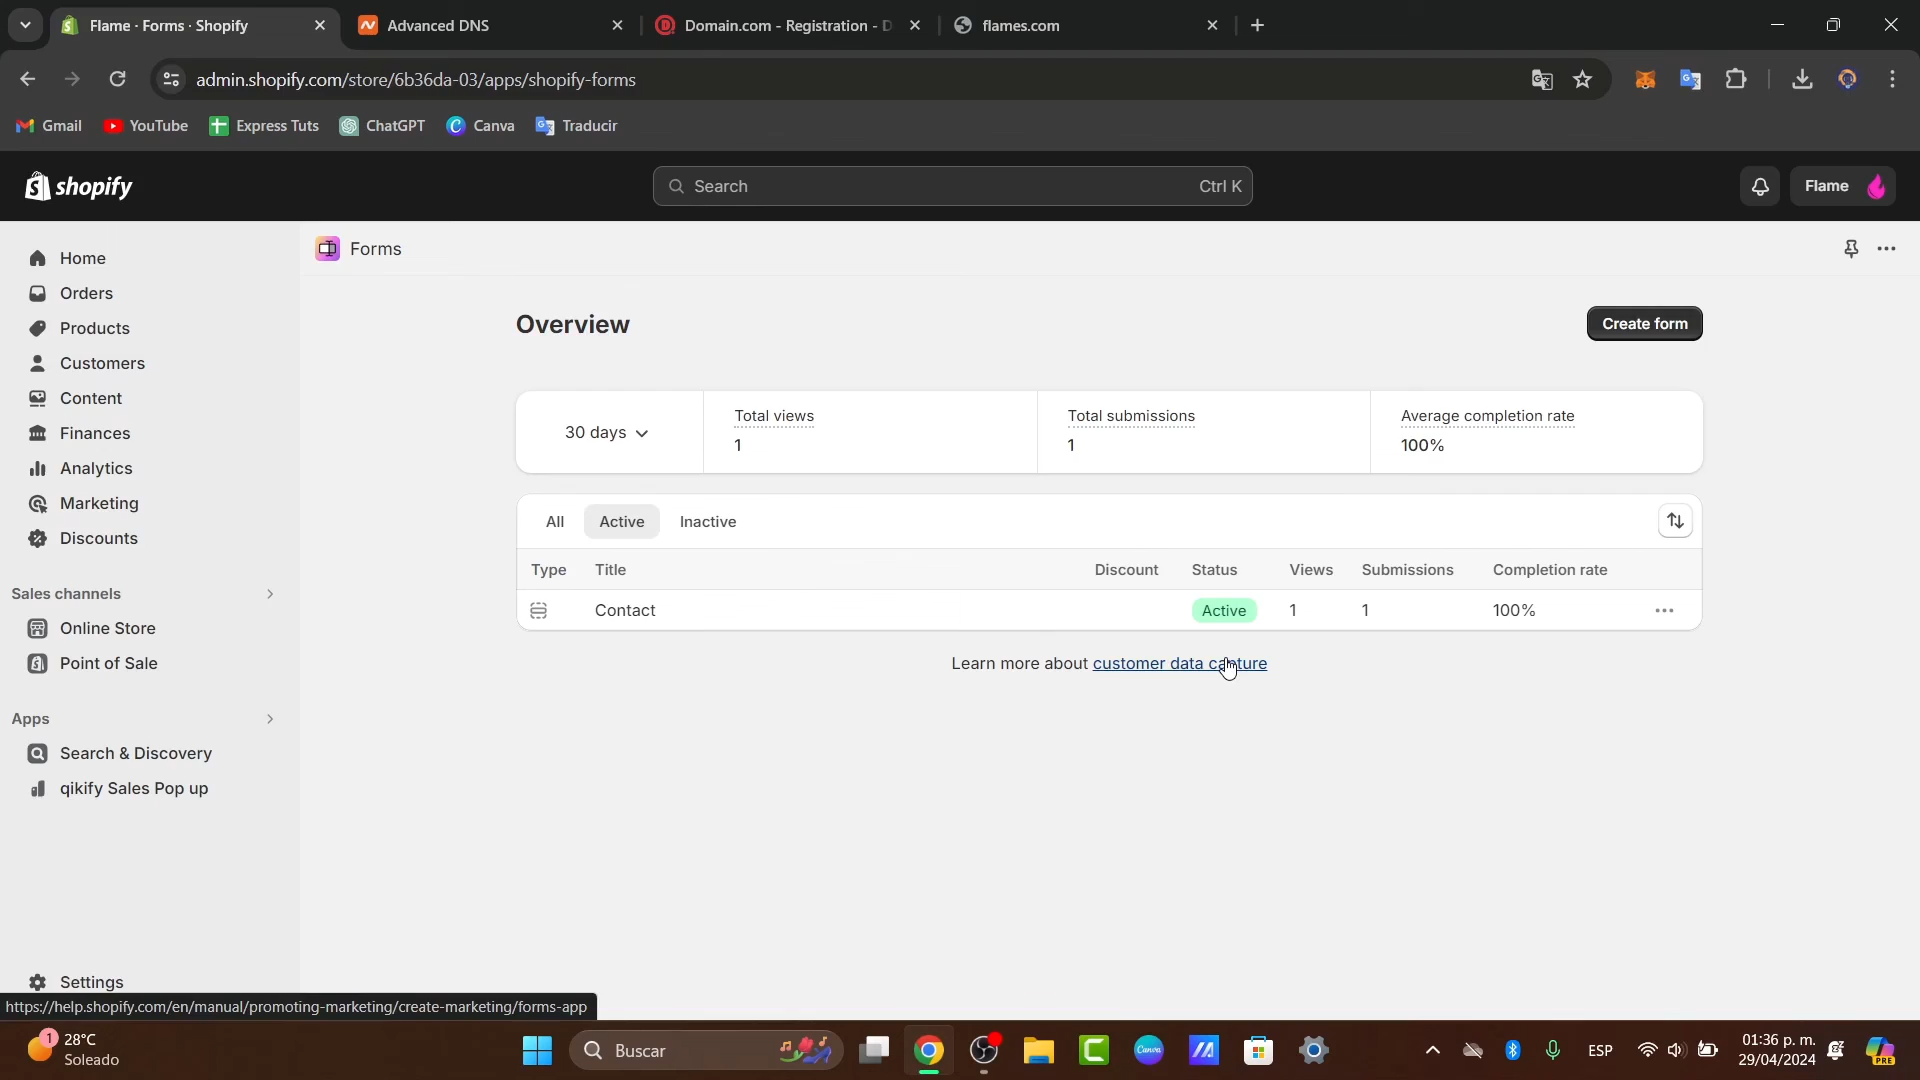 Flame · Forms · Shopify
Advanced DNS
Domain.com - Registration - D
flames.com
admin.shopify.com/store/6b36da-03/apps/shopify-forms
Gmail
YouTube
Express Tuts
ChatGPT
Canva
Traducir
shopify
Search
Ctrl K
Flame
Home
Orders
Products
Customers
Content
Finances
Analytics
Marketing
Discounts
Sales channels
Online Store
Point of Sale
Apps
Search & Discovery
qikify Sales Pop up
Settings
Forms
Overview
Create form
30 days
Total views
1
Total submissions
1
Average completion rate
100%
All Active Inactive
Type Title Discount Status Views Submissions Completion rate
Contact Active 1 1 100%
Learn more about customer data capture
https://help.shopify.com/en/manual/promoting-marketing/create-marketing/forms-app
1
28°C
Soleado
Buscar
Canva
ESP
01:36 p. m.
29/04/2024
PRE